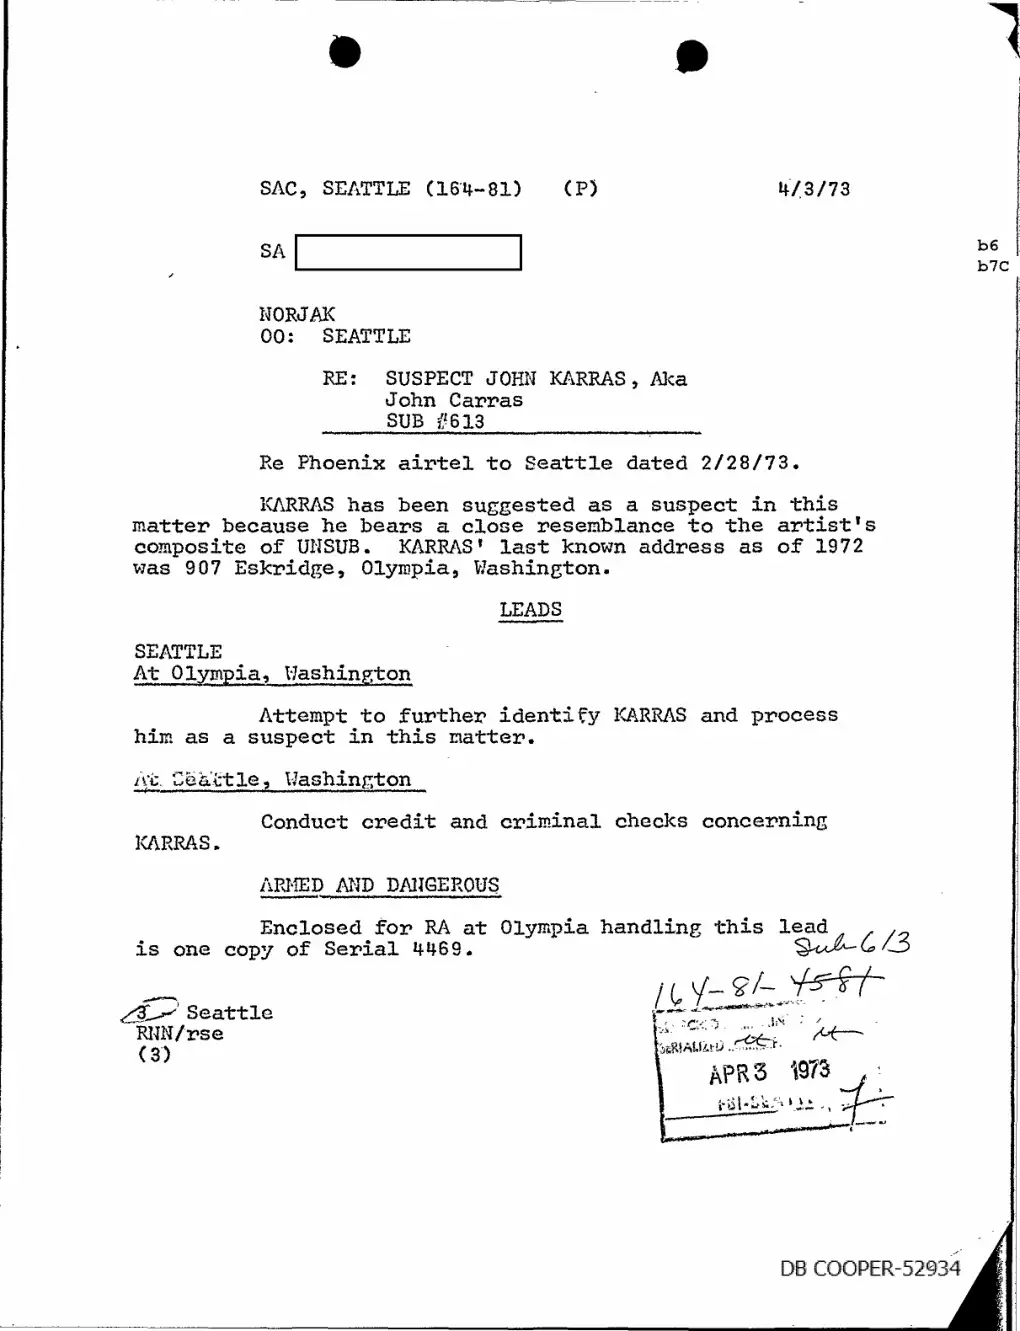 SAC, SEATTLE (164-81) (P) 4/3/73
SA
b6
b7C
NORJAK
OO: SEATTLE
RE: SUSPECT JOHN KARRAS, Aka
John Carras
SUB #613
Re Phoenix airtel to Seattle dated 2/28/73.
KARRAS has been suggested as a suspect in this
matter because he bears a close resemblance to the artist's
composite of UNSUB. KARRAS' last known address as of 1972
was 907 Eskridge, Olympia, Washington.
LEADS
SEATTLE
At Olympia, Washington
Attempt to further identify KARRAS and process
him as a suspect in this matter.
At Seattle, Washington
Conduct credit and criminal checks concerning
KARRAS.
ARMED AND DANGEROUS
Enclosed for RA at Olympia handling this lead
is one copy of Serial 4469.
Sub 613
164-81-4581
3 Seattle
RNN/rse
(3)
SERIALIZED
APR 3 1973
FBI-SEATTLE
DB COOPER-52934